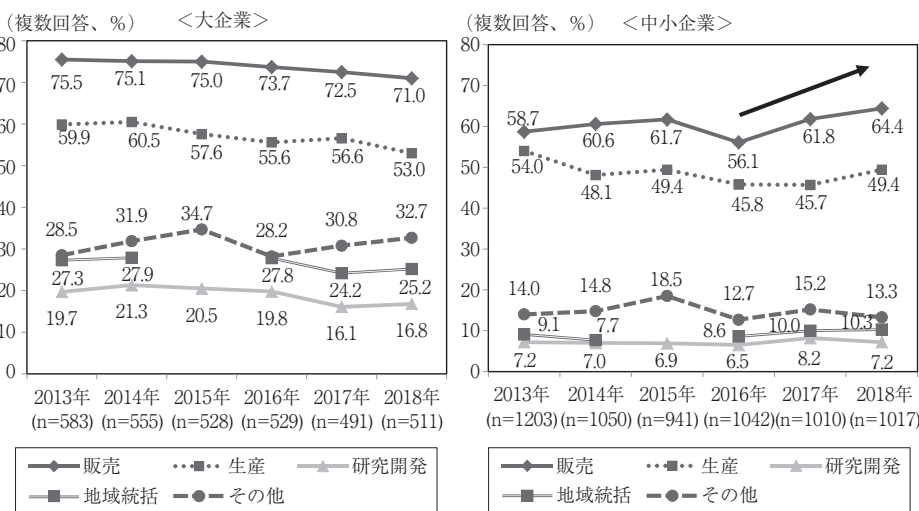 （複数回答、%） ＜大企業＞
80
70
60
50
40
30
20
10
0
75.5 75.1 75.0 73.7 72.5 71.0
59.9 60.5 57.6 55.6 56.6 53.0
28.5 31.9 34.7 28.2 30.8 32.7
27.3 27.9 27.8 24.2 25.2
19.7 21.3 20.5 19.8 16.1 16.8
2013年 2014年 2015年 2016年 2017年 2018年
(n=583) (n=555) (n=528) (n=529) (n=491) (n=511)
販売 生産 研究開発
地域統括 その他
（複数回答、%） ＜中小企業＞
80
70
60
50
40
30
20
10
0
58.7 60.6 61.7 56.1 61.8 64.4
54.0 48.1 49.4 45.8 45.7 49.4
14.0 14.8 18.5 12.7 15.2 13.3
9.1 7.7 8.6 10.0 10.3
7.2 7.0 6.9 6.5 8.2 7.2
2013年 2014年 2015年 2016年 2017年 2018年
(n=1203) (n=1050) (n=941) (n=1042) (n=1010) (n=1017)
販売 生産 研究開発
地域統括 その他